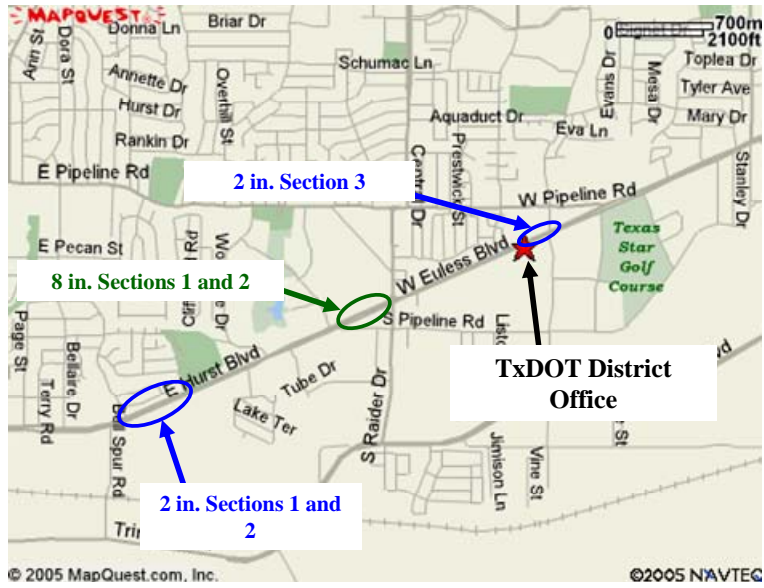 MAPQUEST
Donna Ln
Briar Dr
0 700m
2100ft
Signet Dr
Ann St
Dora St
Schumac Ln
Toplea Dr
Annette Dr
Overhill St
Evans Dr
Mesa Dr
Tyler Ave
Hurst Dr
Aquaduct Dr
Mary Dr
Rankin Dr
Eva Ln
Prestwick St
Central Dr
Stanley Dr
E Pipeline Rd
2 in. Section 3
W Pipeline Rd
Texas
Star
Golf
Course
E Pecan St
W Euless Blvd
8 in. Sections 1 and 2
S Pipeline Rd
Page St
Bellaire Dr
Terry Rd
E Hurst Blvd
Tube Dr
TxDOT District
Office
Lake Ter
Spur Rd
S Raider Dr
Jimison Ln
Vine St
2 in. Sections 1 and
2
© 2005 MapQuest.com, Inc.
©2005 NAVTEQ